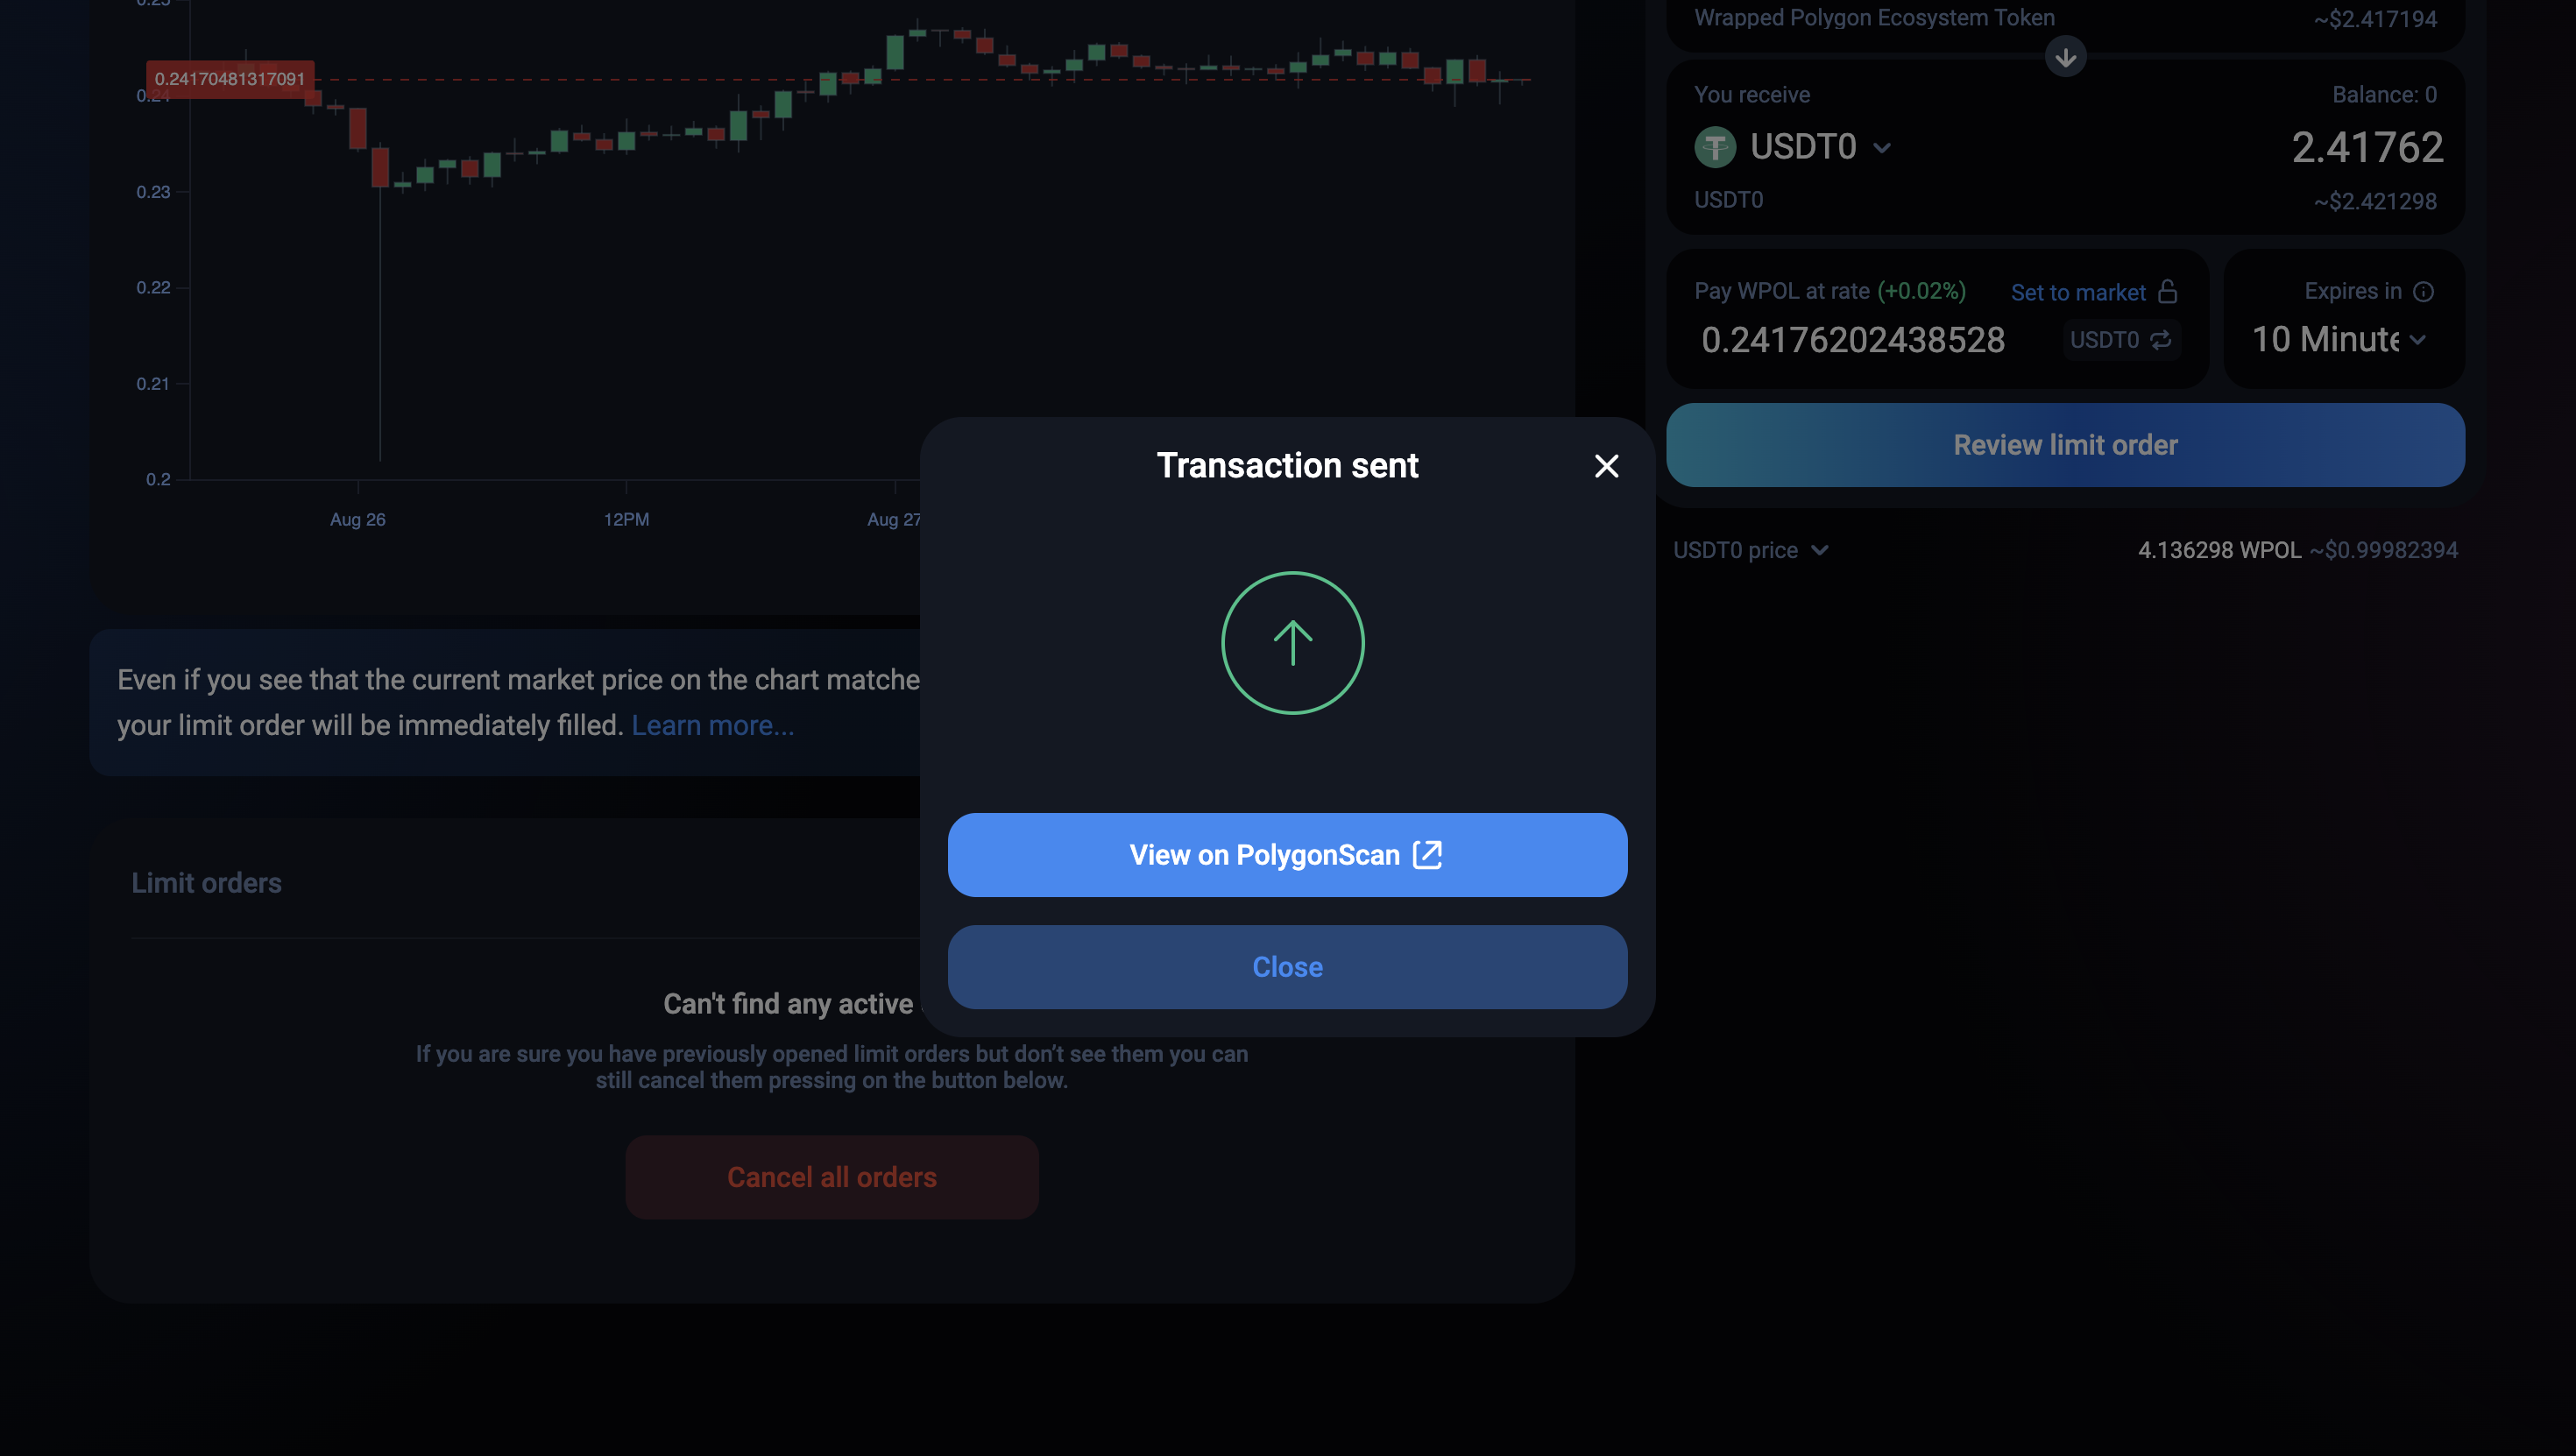 0.25
0.24170481317091
0.24
0.23
0.22
0.21
0.2
Aug 26
12PM
Aug 27
Wrapped Polygon Ecosystem Token
~$2.417194
You receive
Balance: 0
USDT0
2.41762
USDT0
~$2.421298
Pay WPOL at rate (+0.02%)
Set to market
0.24176202438528
USDT0
Expires in
10 Minute
Review limit order
USDT0 price
4.136298 WPOL ~$0.99982394
Transaction sent
View on PolygonScan
Close
Even if you see that the current market price on the chart matche
your limit order will be immediately filled. Learn more...
Limit orders
Can't find any active
If you are sure you have previously opened limit orders but don’t see them you can
still cancel them pressing on the button below.
Cancel all orders